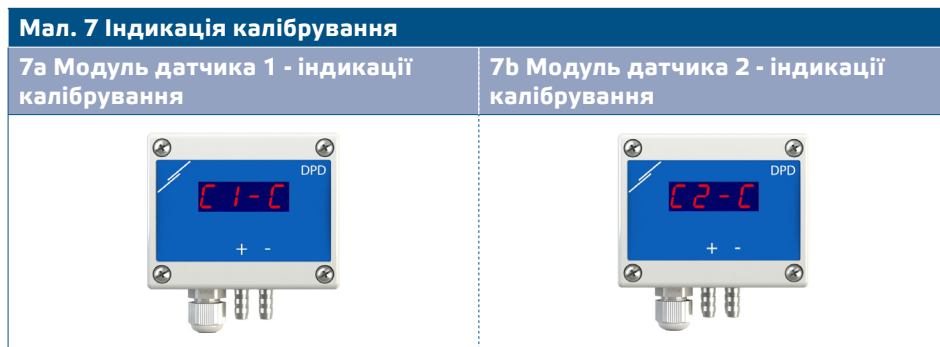 Мал. 7 Індикація калібрування
7a Модуль датчика 1 - індикації
калібрування
7b Модуль датчика 2 - індикації
калібрування
DPD
C1-C
+ -
DPD
C2-C
+ -